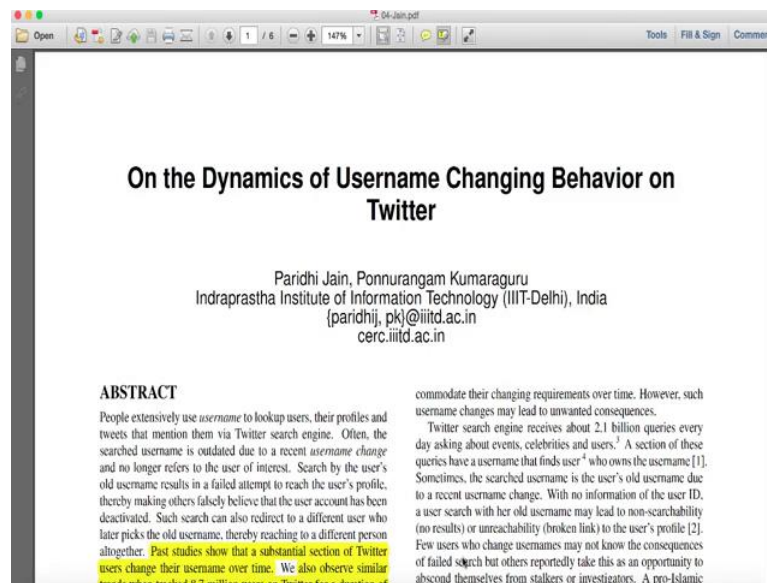 04-Jain.pdf
Open 1 / 6 147% Tools Fill & Sign Commen
On the Dynamics of Username Changing Behavior on
Twitter
Paridhi Jain, Ponnurangam Kumaraguru
Indraprastha Institute of Information Technology (IIIT-Delhi), India
{paridhij, pk}@iiitd.ac.in
cerc.iiitd.ac.in
ABSTRACT
People extensively use username to lookup users, their profiles and
tweets that mention them via Twitter search engine. Often, the
searched username is outdated due to a recent username change
and no longer refers to the user of interest. Search by the user's
old username results in a failed attempt to reach the user's profile,
thereby making others falsely believe that the user account has been
deactivated. Such search can also redirect to a different user who
later picks the old username, thereby reaching to a different person
altogether. Past studies show that a substantial section of Twitter
users change their username over time. We also observe similar
commodate their changing requirements over time. However, such
username changes may lead to unwanted consequences.
Twitter search engine receives about 2.1 billion queries every
day asking about events, celebrities and users.3 A section of these
queries have a username that finds user 4 who owns the username [1].
Sometimes, the searched username is the user's old username due
to a recent username change. With no information of the user ID,
a user search with her old username may lead to non-searchability
(no results) or unreachability (broken link) to the user's profile [2].
Few users who change usernames may not know the consequences
of failed search but others reportedly take this as an opportunity to
abscond themselves from stalkers or investigators. A pro-Islamic